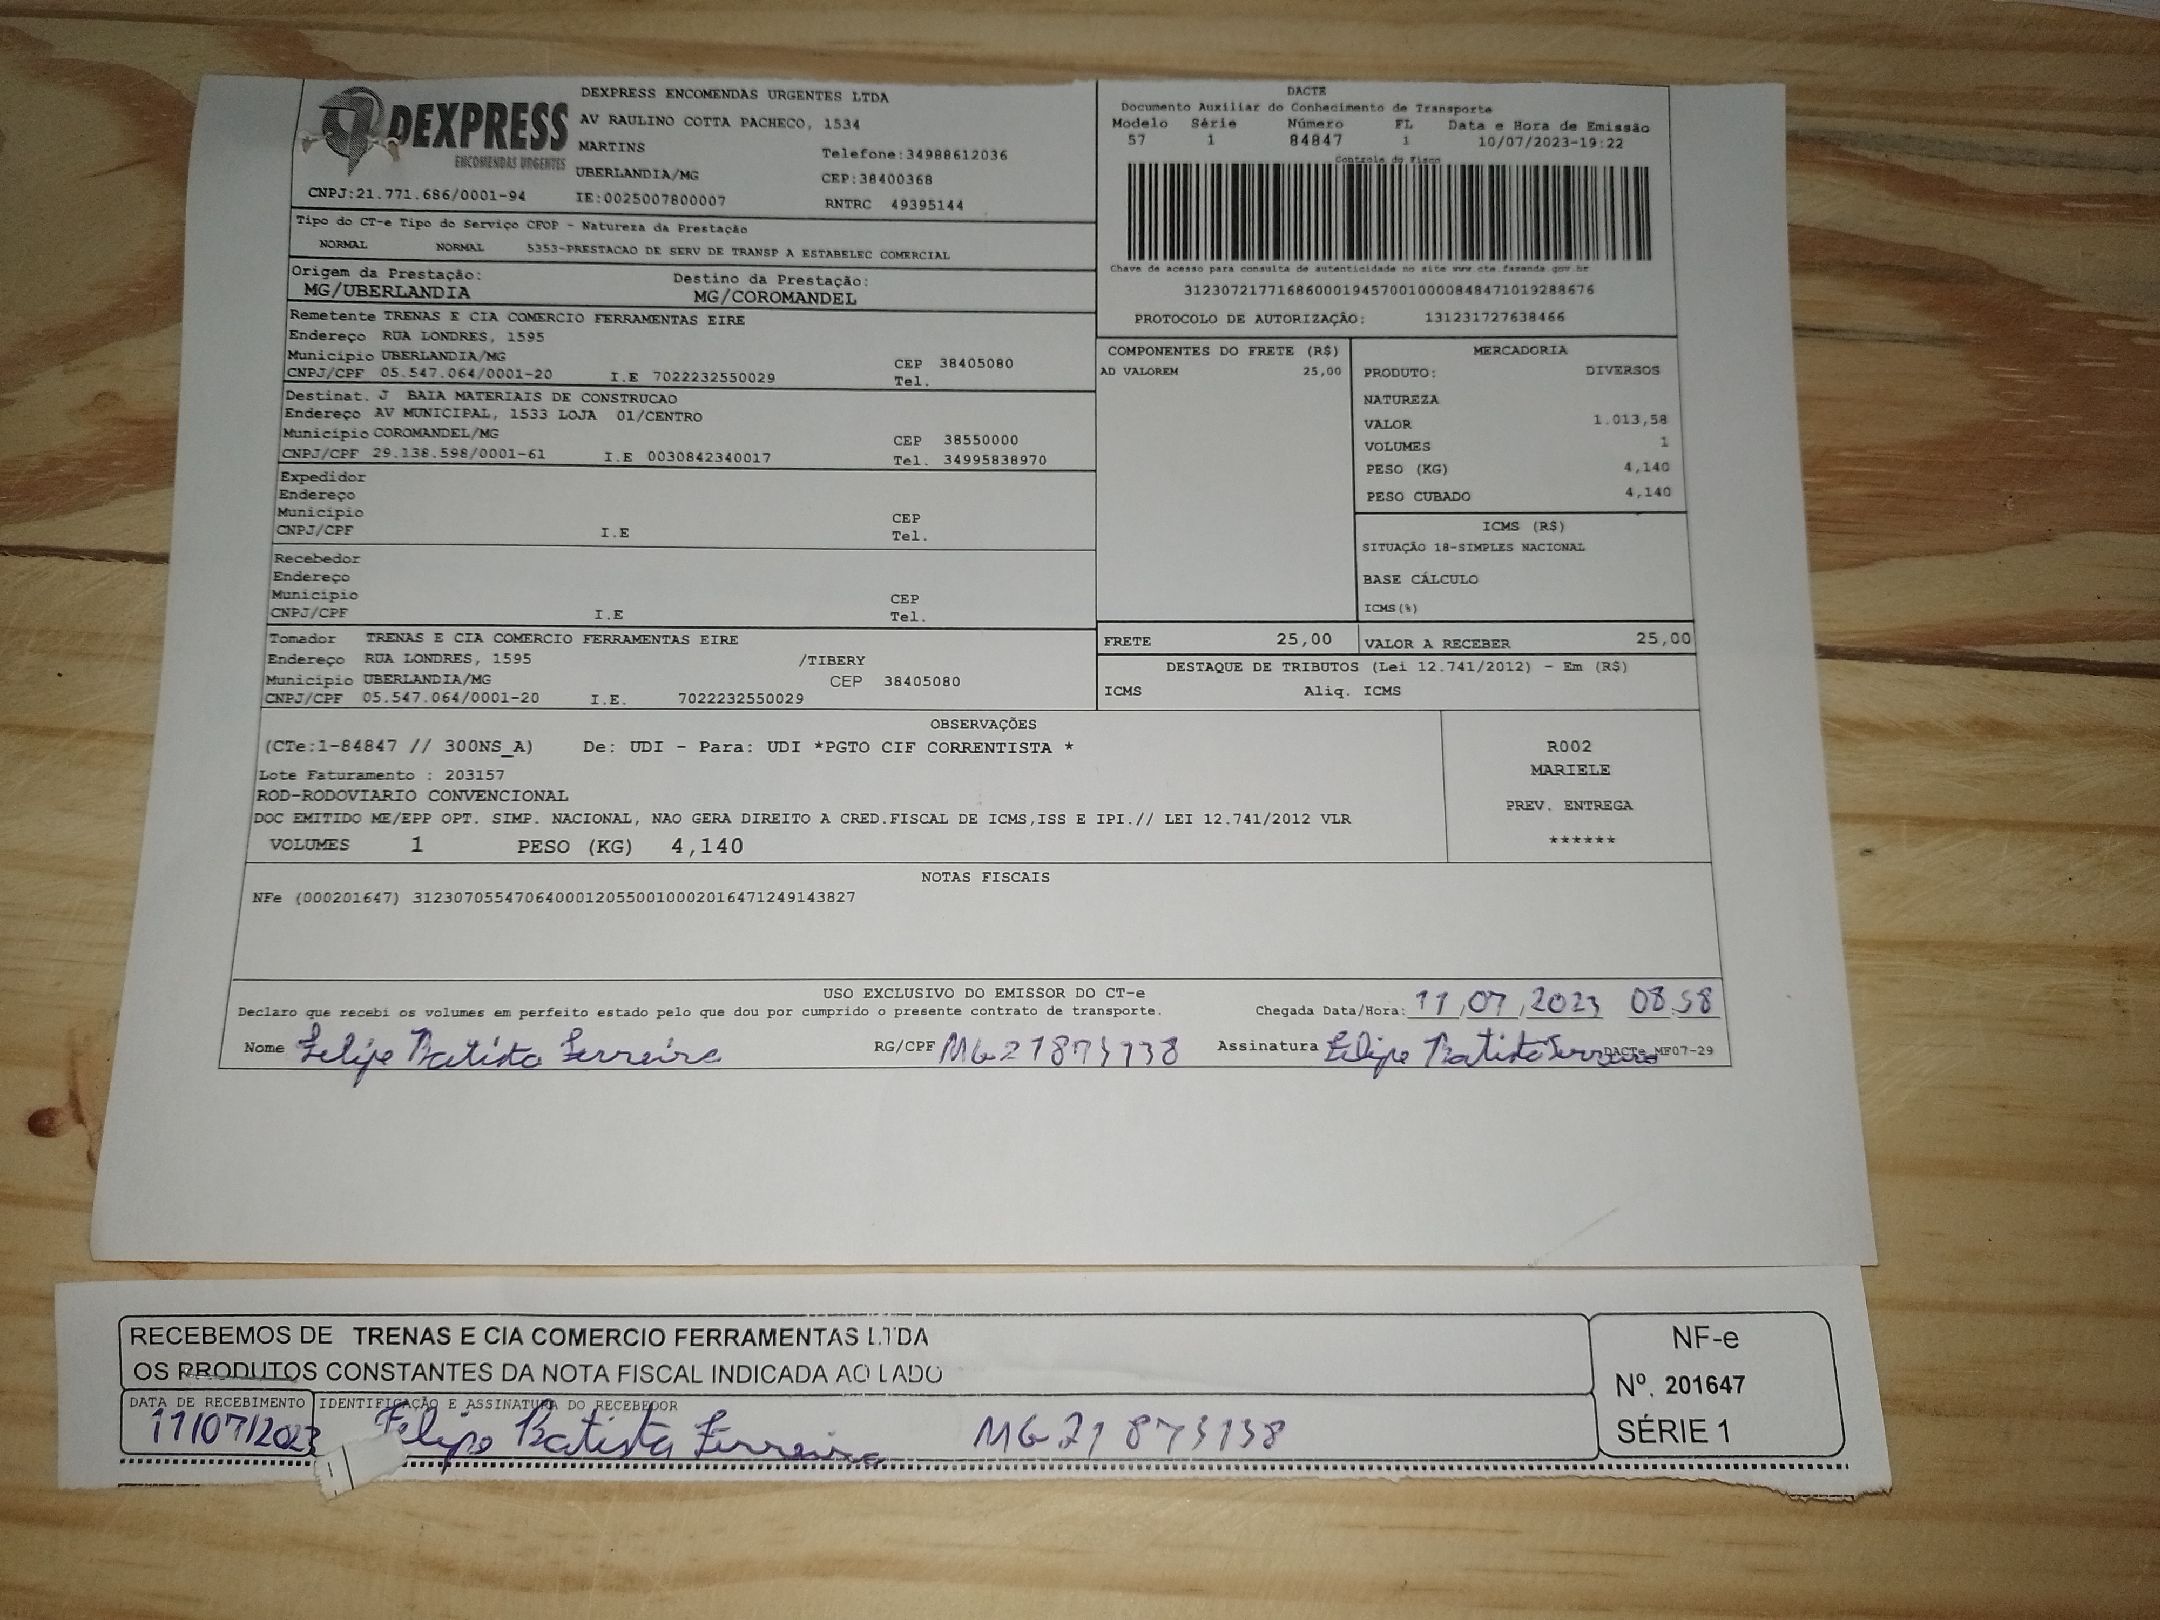 DEXPRESS
ENCOMENDAS URGENTES
DEXPRESS ENCOMENDAS URGENTES LTDA
AV RAULINO COTTA PACHECO, 1534
MARTINS Telefone:34988612036
UBERLANDIA/MG CEP:38400368
CNPJ:21.771.686/0001-94 IE:0025007800007 RNTRC 49395144
DACTE
Documento Auxiliar do Conhecimento de Transporte
Modelo Série Número FL Data e Hora de Emissão
57 1 84847 1 10/07/2023-19:22
Controle do Fisco
Chave de acesso para consulta de autenticidade no site www.cte.fazenda.gov.br
31230721771686000194570010000848471019288676
PROTOCOLO DE AUTORIZAÇÃO: 131231727638466
Tipo do CT-e Tipo do Serviço CFOP - Natureza da Prestação
NORMAL NORMAL 5353-PRESTACAO DE SERV DE TRANSP A ESTABELEC COMERCIAL
Origem da Prestação: Destino da Prestação:
MG/UBERLANDIA MG/COROMANDEL
Remetente TRENAS E CIA COMERCIO FERRAMENTAS EIRE
Endereço RUA LONDRES, 1595
Município UBERLANDIA/MG CEP 38405080
CNPJ/CPF 05.547.064/0001-20 I.E 7022232550029 Tel.
Destinat. J BAIA MATERIAIS DE CONSTRUCAO
Endereço AV MUNICIPAL, 1533 LOJA 01/CENTRO
Município COROMANDEL/MG CEP 38550000
CNPJ/CPF 29.138.598/0001-61 I.E 0030842340017 Tel. 34995838970
Expedidor
Endereço
Município CEP
CNPJ/CPF I.E Tel.
Recebedor
Endereço
Município CEP
CNPJ/CPF I.E Tel.
Tomador TRENAS E CIA COMERCIO FERRAMENTAS EIRE
Endereço RUA LONDRES, 1595 /TIBERY
Município UBERLANDIA/MG CEP 38405080
CNPJ/CPF 05.547.064/0001-20 I.E. 7022232550029
COMPONENTES DO FRETE (R$)
AD VALOREM 25,00
MERCADORIA
PRODUTO: DIVERSOS
NATUREZA
VALOR 1.013,58
VOLUMES 1
PESO (KG) 4,140
PESO CUBADO 4,140
ICMS (R$)
SITUAÇÃO 18-SIMPLES NACIONAL
BASE CÁLCULO
ICMS(%)
FRETE 25,00 VALOR A RECEBER 25,00
DESTAQUE DE TRIBUTOS (Lei 12.741/2012) - Em (R$)
ICMS Aliq. ICMS
OBSERVAÇÕES
(CTe:1-84847 // 300NS_A) De: UDI - Para: UDI *PGTO CIF CORRENTISTA *
Lote Faturamento : 203157
ROD-RODOVIARIO CONVENCIONAL
DOC EMITIDO ME/EPP OPT. SIMP. NACIONAL, NAO GERA DIREITO A CRED.FISCAL DE ICMS,ISS E IPI.// LEI 12.741/2012 VLR
VOLUMES 1 PESO (KG) 4,140
R002
MARIELE
PREV. ENTREGA
******
NOTAS FISCAIS
NFe (000201647) 31230705547064000120550010002016471249143827
USO EXCLUSIVO DO EMISSOR DO CT-e
Declaro que recebi os volumes em perfeito estado pelo que dou por cumprido o presente contrato de transporte. Chegada Data/Hora: 11/07/2023 08:58
Nome Felipe Batista Ferreira RG/CPF MG21873138 Assinatura Felipe Batista Ferreira DACTe MF07-29
RECEBEMOS DE TRENAS E CIA COMERCIO FERRAMENTAS LTDA
OS PRODUTOS CONSTANTES DA NOTA FISCAL INDICADA AO LADO
DATA DE RECEBIMENTO IDENTIFICAÇÃO E ASSINATURA DO RECEBEDOR
11/07/2023 Felipe Batista Ferreira MG21873138
NF-e
Nº. 201647
SÉRIE 1